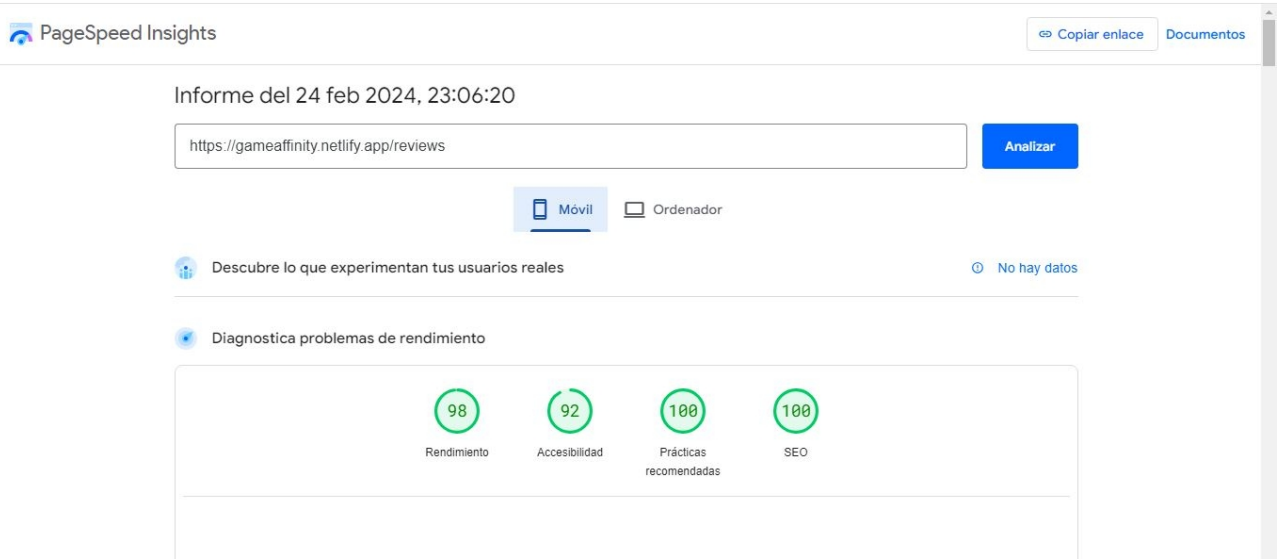 PageSpeed Insights
Copiar enlace
Documentos
Informe del 24 feb 2024, 23:06:20
https://gameaffinity.netlify.app/reviews
Analizar
Móvil
Ordenador
Descubre lo que experimentan tus usuarios reales
No hay datos
Diagnostica problemas de rendimiento
98
92
100
100
Rendimiento
Accesibilidad
Prácticas
recomendadas
SEO